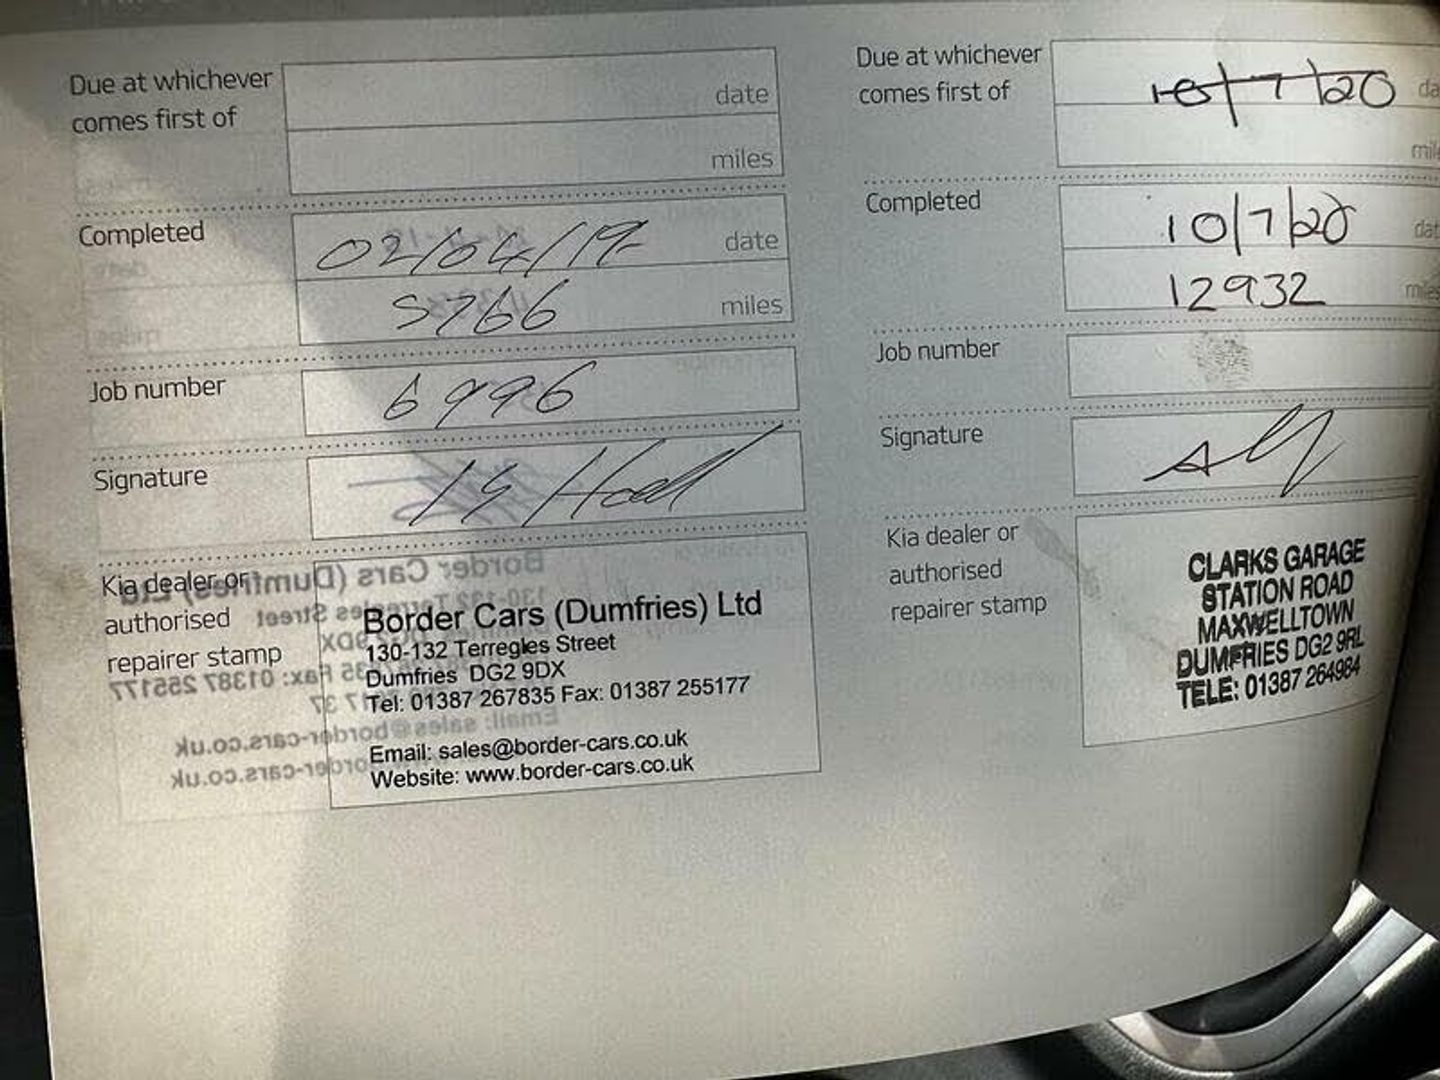 Due at whichever
comes first of
date
miles
Completed
02/04/19
date
5766
miles
Job number
6996
Signature
Kia dealer or
authorised
repairer stamp
Border Cars (Dumfries) Ltd
130-132 Terregles Street
Dumfries DG2 9DX
Tel: 01387 267835 Fax: 01387 255177
Email: sales@border-cars.co.uk
Website: www.border-cars.co.uk
Due at whichever
comes first of
10/7/20
da
mile
Completed
10/7/20
dat
12932
miles
Job number
Signature
Kia dealer or
authorised
repairer stamp
CLARKS GARAGE
STATION ROAD
MAXWELLTOWN
DUMFRIES DG2 9RL
TELE: 01387 264984